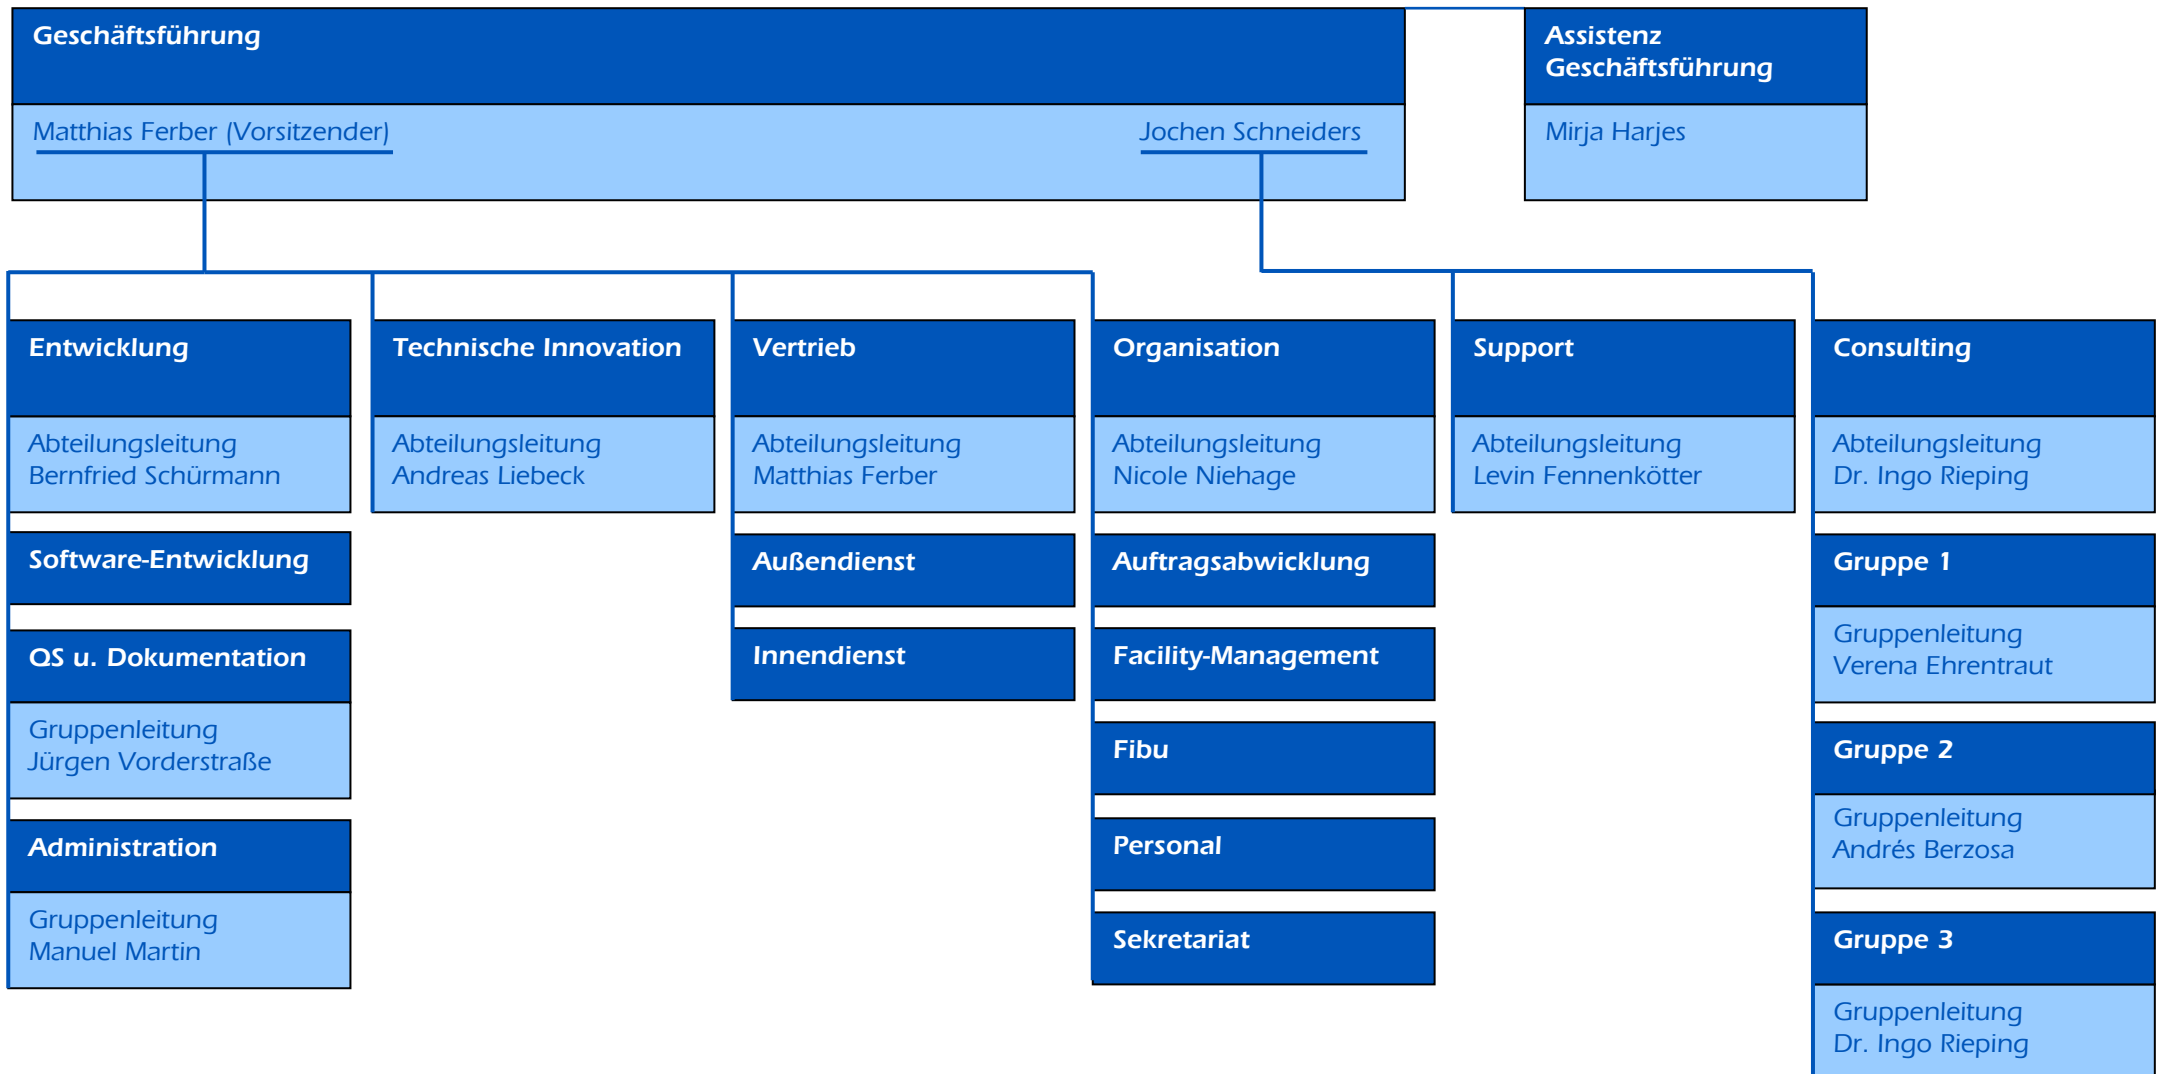 Geschäftsführung
Matthias Ferber (Vorsitzender)
Jochen Schneiders
Assistenz
Geschäftsführung
Mirja Harjes
Entwicklung
Abteilungsleitung
Bernfried Schürmann
Software-Entwicklung
QS u. Dokumentation
Gruppenleitung
Jürgen Vorderstraße
Administration
Gruppenleitung
Manuel Martin
Technische Innovation
Abteilungsleitung
Andreas Liebeck
Vertrieb
Abteilungsleitung
Matthias Ferber
Außendienst
Innendienst
Organisation
Abteilungsleitung
Nicole Niehage
Auftragsabwicklung
Facility-Management
Fibu
Personal
Sekretariat
Support
Abteilungsleitung
Levin Fennenkötter
Consulting
Abteilungsleitung
Dr. Ingo Rieping
Gruppe 1
Gruppenleitung
Verena Ehrentraut
Gruppe 2
Gruppenleitung
Andrés Berzosa
Gruppe 3
Gruppenleitung
Dr. Ingo Rieping